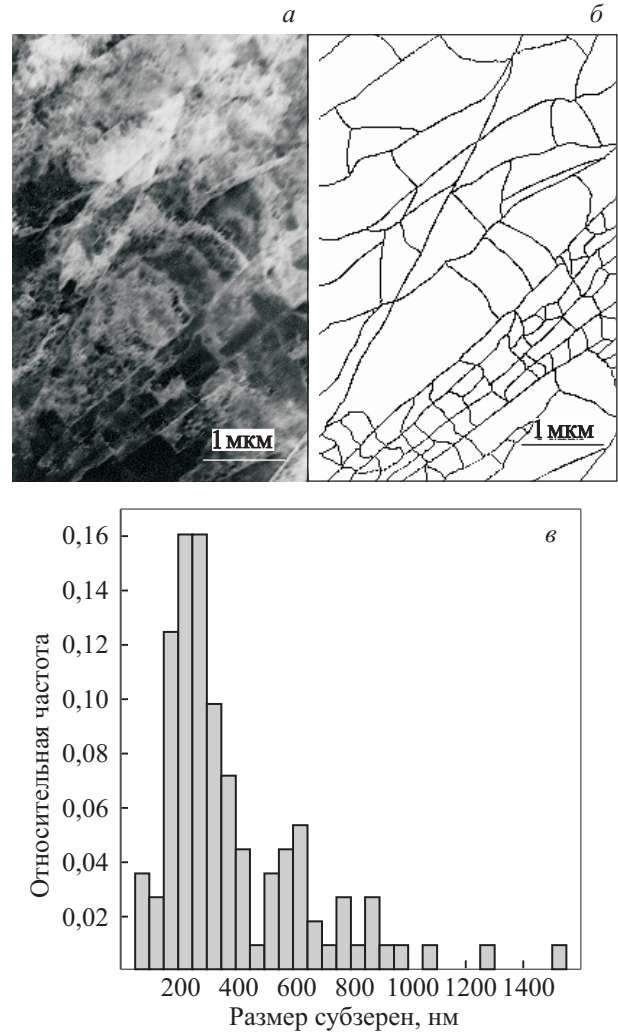 а
б
1 мкм
1 мкм
в
0,16
0,14
0,12
0,10
0,08
0,06
0,04
0,02
Относительная частота
200 400 600 800 1000 1200 1400
Размер субзерен, нм